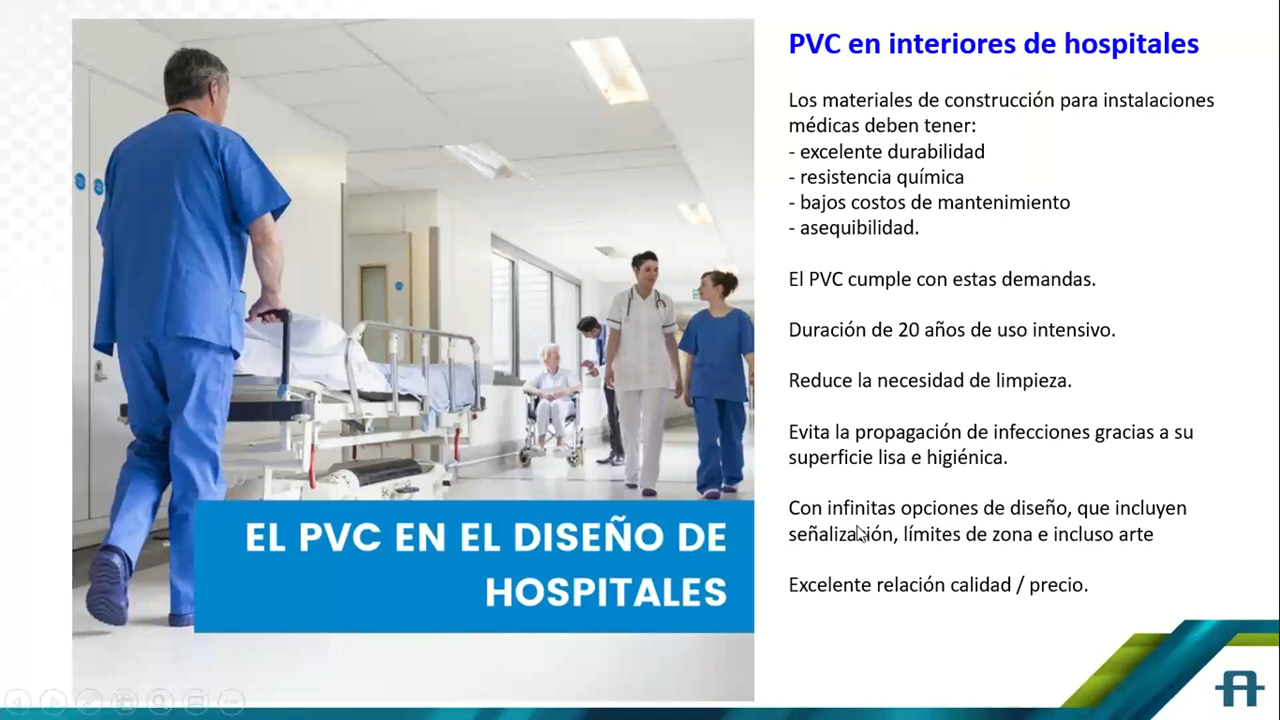 PVC en interiores de hospitales
Los materiales de construcción para instalaciones
médicas deben tener:
- excelente durabilidad
- resistencia química
- bajos costos de mantenimiento
- asequibilidad.
El PVC cumple con estas demandas.
Duración de 20 años de uso intensivo.
Reduce la necesidad de limpieza.
Evita la propagación de infecciones gracias a su
superficie lisa e higiénica.
Con infinitas opciones de diseño, que incluyen
señalización, límites de zona e incluso arte
Excelente relación calidad / precio.
EL PVC EN EL DISEÑO DE
HOSPITALES